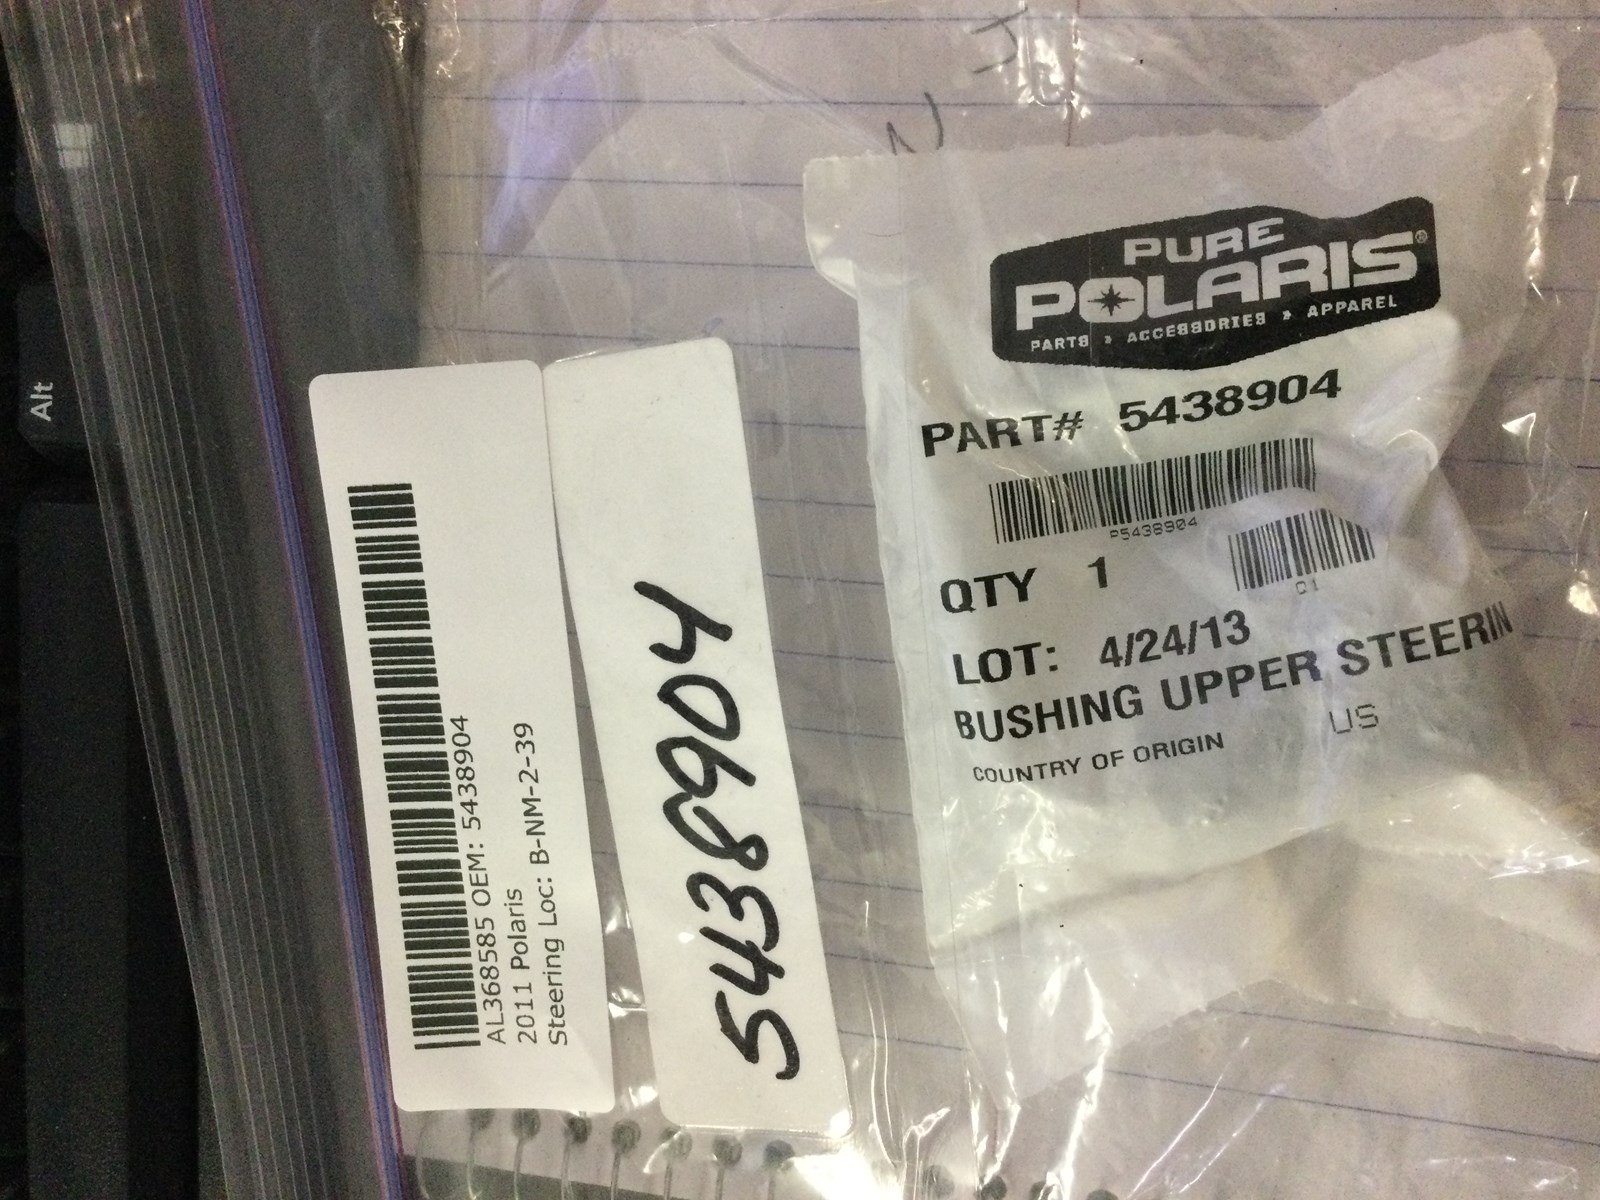 Alt
AL368585 OEM: 5438904
2011 Polaris
Steering Loc: B-NM-2-39
5438904
PURE
POLARIS®
PARTS › ACCESSORIES › APPAREL
PART# 5438904
P5438904
QTY 1
Q1
LOT: 4/24/13
BUSHING UPPER STEERIN
COUNTRY OF ORIGIN US